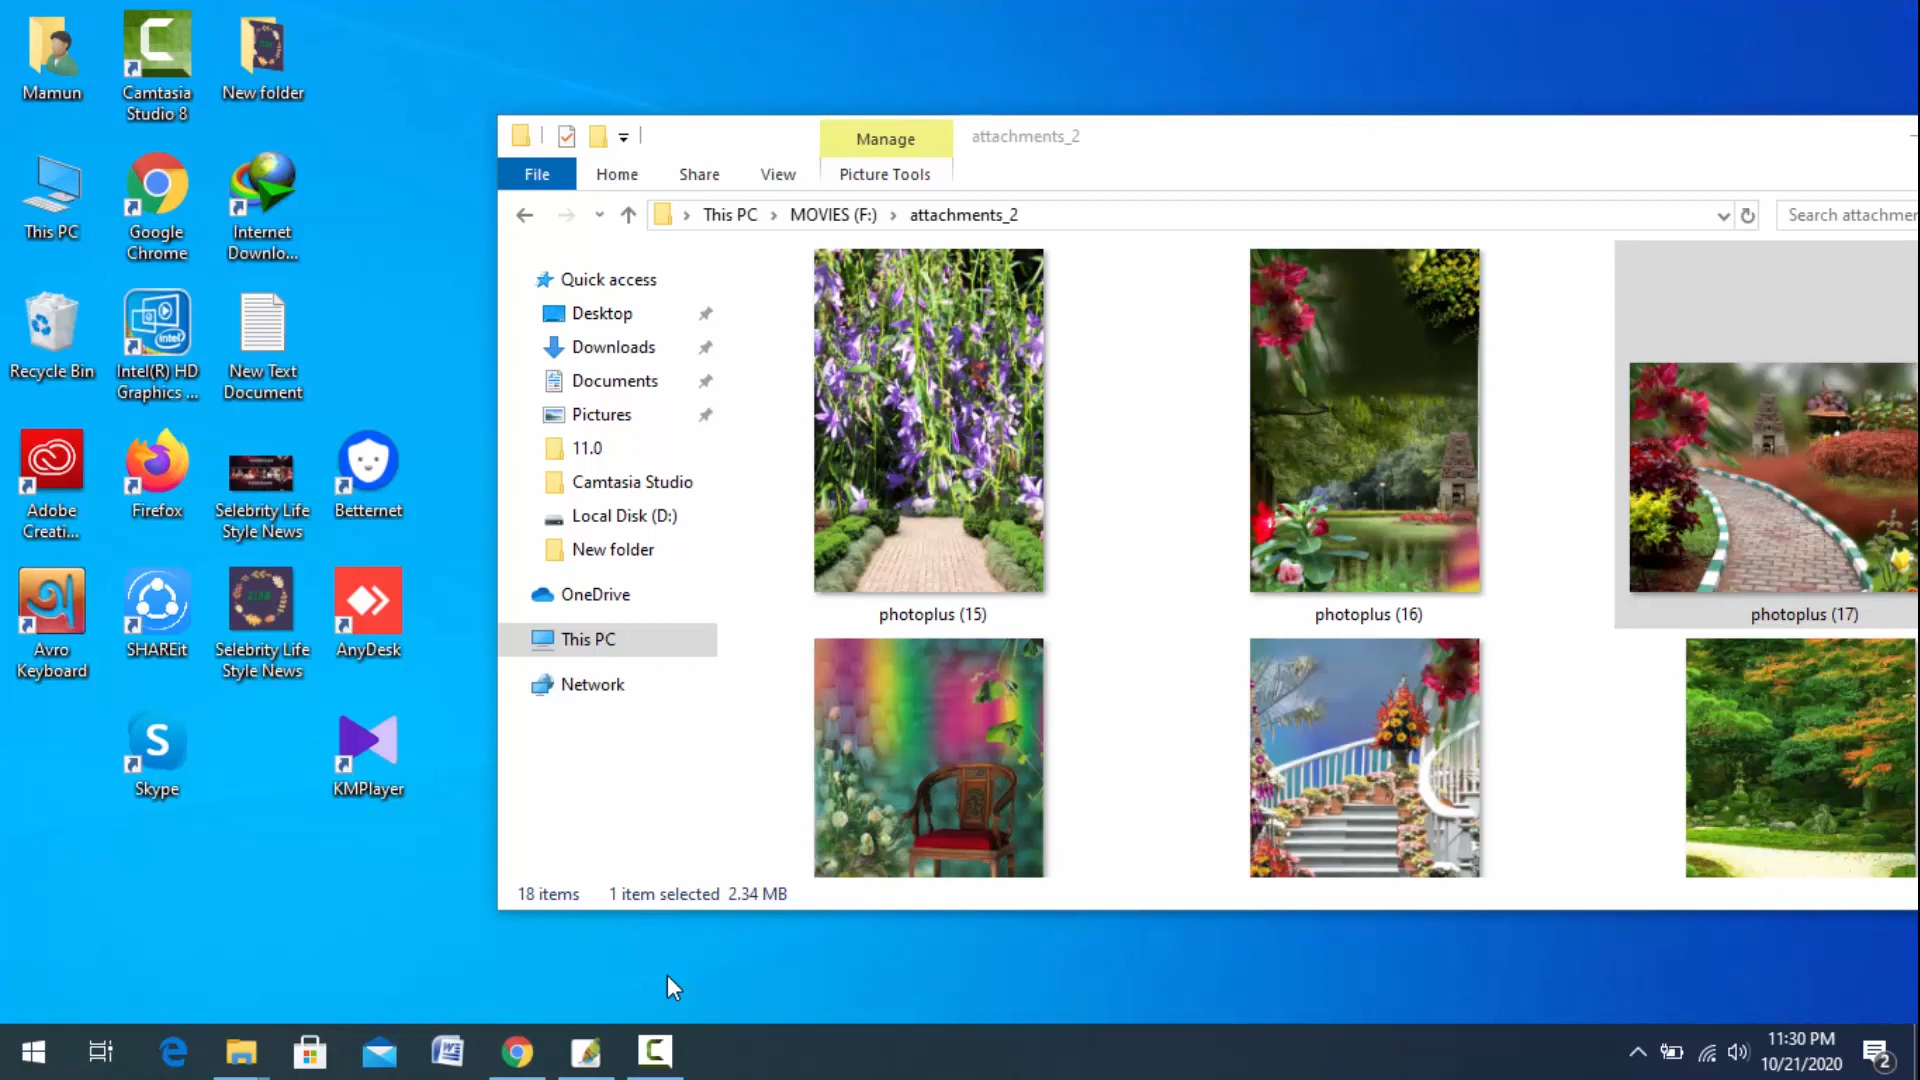 Mamun
Camtasia
Studio 8
New folder
This PC
Google
Chrome
Internet
Downlo...
Recycle Bin
Intel(R) HD
Graphics ...
New Text
Document
Adobe
Creati...
Firefox
Selebrity Life
Style News
Betternet
Avro
Keyboard
SHAREit
Selebrity Life
Style News
AnyDesk
Skype
KMPlayer
Manage
attachments_2
File
Home
Share
View
Picture Tools
This PC
MOVIES (F:)
attachments_2
Search attachmen
Quick access
Desktop
Downloads
Documents
Pictures
11.0
Camtasia Studio
Local Disk (D:)
New folder
OneDrive
This PC
Network
photoplus (15)
photoplus (16)
photoplus (17)
18 items
1 item selected 2.34 MB
11:30 PM
10/21/2020
2